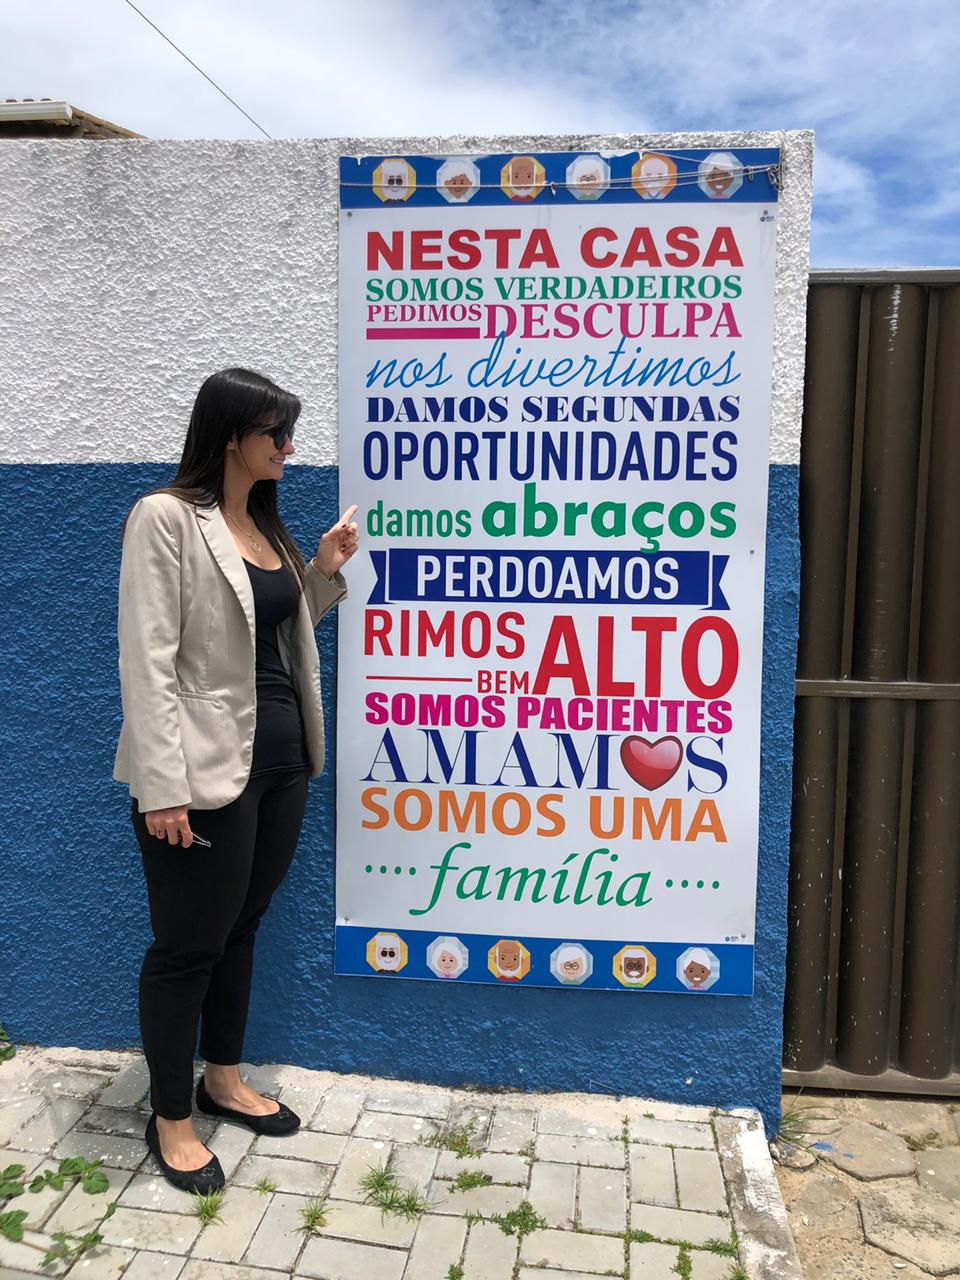 NESTA CASA
SOMOS VERDADEIROS
PEDIMOS DESCULPA
nos divertimos
DAMOS SEGUNDAS
OPORTUNIDADES
damos abraços
PERDOAMOS
RIMOS BEM ALTO
SOMOS PACIENTES
AMAMOS
SOMOS UMA
....família....